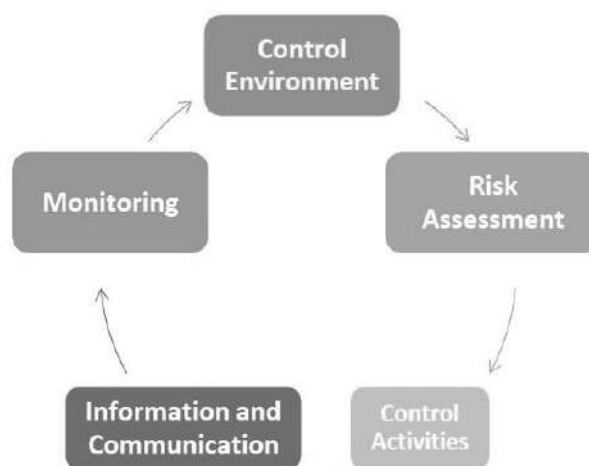 Control
Environment
Risk
Assessment
Control
Activities
Information and
Communication
Monitoring